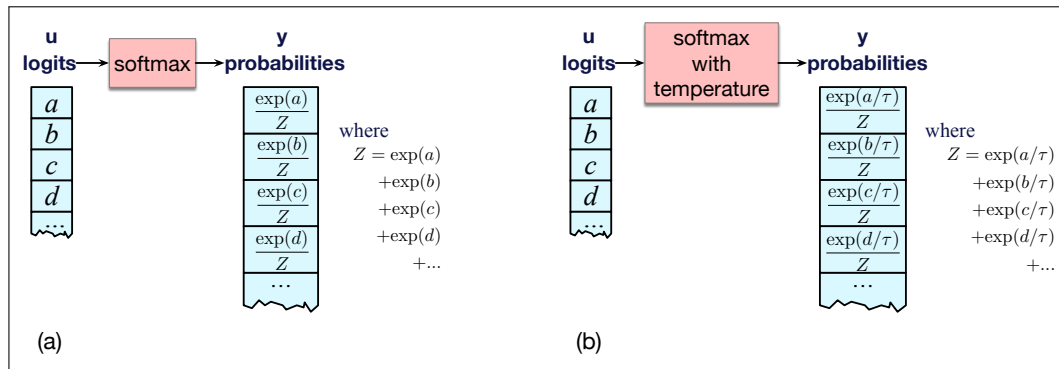 u
logits
softmax
y
probabilities
a
b
c
d
...
exp(a)
Z
exp(b)
Z
exp(c)
Z
exp(d)
Z
...
where
Z = exp(a)
+exp(b)
+exp(c)
+exp(d)
+...
(a)
u
logits
softmax
with
temperature
y
probabilities
a
b
c
d
...
exp(a/τ)
Z
exp(b/τ)
Z
exp(c/τ)
Z
exp(d/τ)
Z
...
where
Z = exp(a/τ)
+exp(b/τ)
+exp(c/τ)
+exp(d/τ)
+...
(b)